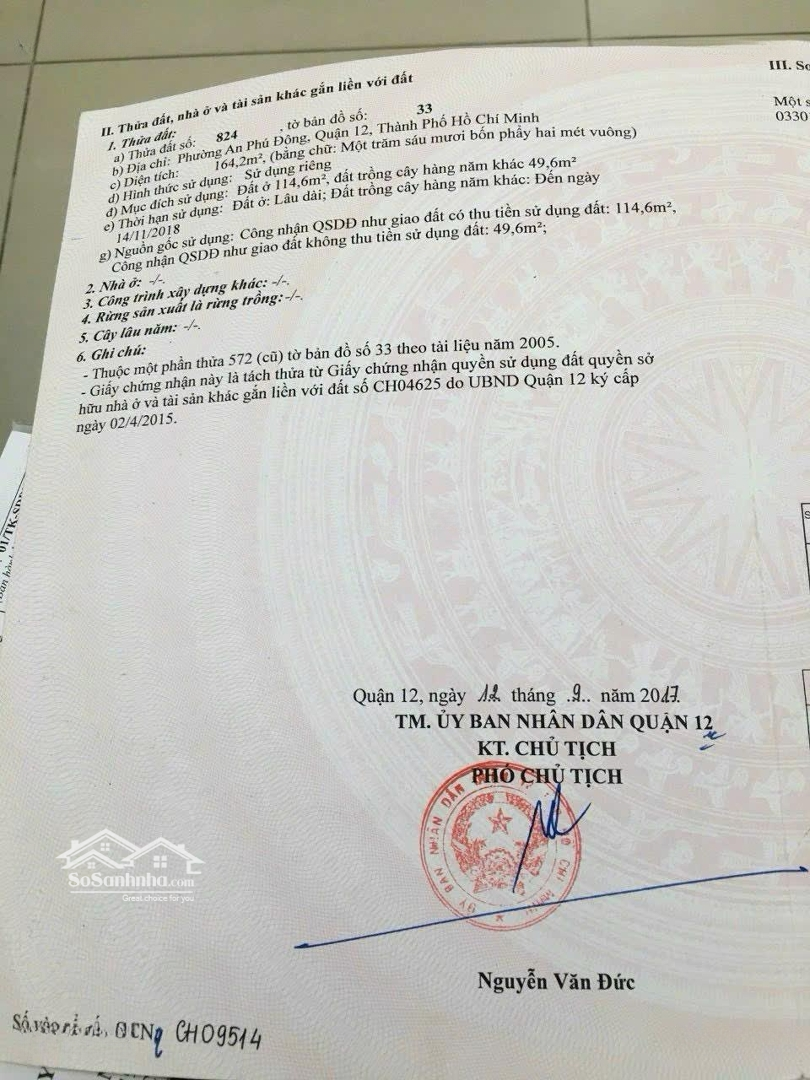 II. Thửa đất, nhà ở và tài sản khác gắn liền với đất
1. Thửa đất:
a) Thửa đất số: 824 , tờ bản đồ số: 33
b) Địa chỉ: Phường An Phú Đông, Quận 12, Thành Phố Hồ Chí Minh
c) Diện tích: 164,2m², (bằng chữ: Một trăm sáu mươi bốn phẩy hai mét vuông)
d) Hình thức sử dụng: Sử dụng riêng
đ) Mục đích sử dụng: Đất ở 114,6m², đất trồng cây hàng năm khác 49,6m²
e) Thời hạn sử dụng: Đất ở: Lâu dài; Đất trồng cây hàng năm khác: Đến ngày
14/11/2018
g) Nguồn gốc sử dụng: Công nhận QSDĐ như giao đất có thu tiền sử dụng đất: 114,6m²,
Công nhận QSDĐ như giao đất không thu tiền sử dụng đất: 49,6m²;
2. Nhà ở: -/-.
3. Công trình xây dựng khác: -/-.
4. Rừng sản xuất là rừng trồng:-/-.
5. Cây lâu năm: -/-.
6. Ghi chú:
- Thuộc một phần thửa 572 (cũ) tờ bản đồ số 33 theo tài liệu năm 2005.
- Giấy chứng nhận này là tách thửa từ Giấy chứng nhận quyền sử dụng đất quyền sở
hữu nhà ở và tài sản khác gắn liền với đất số CH04625 do UBND Quận 12 ký cấp
ngày 02/4/2015.
III. Sơ
Một s
0330
01/TK-SDĐ
Quận 12, ngày 12 tháng .9.. năm 2017.
TM. ỦY BAN NHÂN DÂN QUẬN 12
KT. CHỦ TỊCH
PHÓ CHỦ TỊCH
ỦY BAN NHÂN DÂN
Nguyễn Văn Đức
SoSanhnha.com
Great choice for you
CH09514